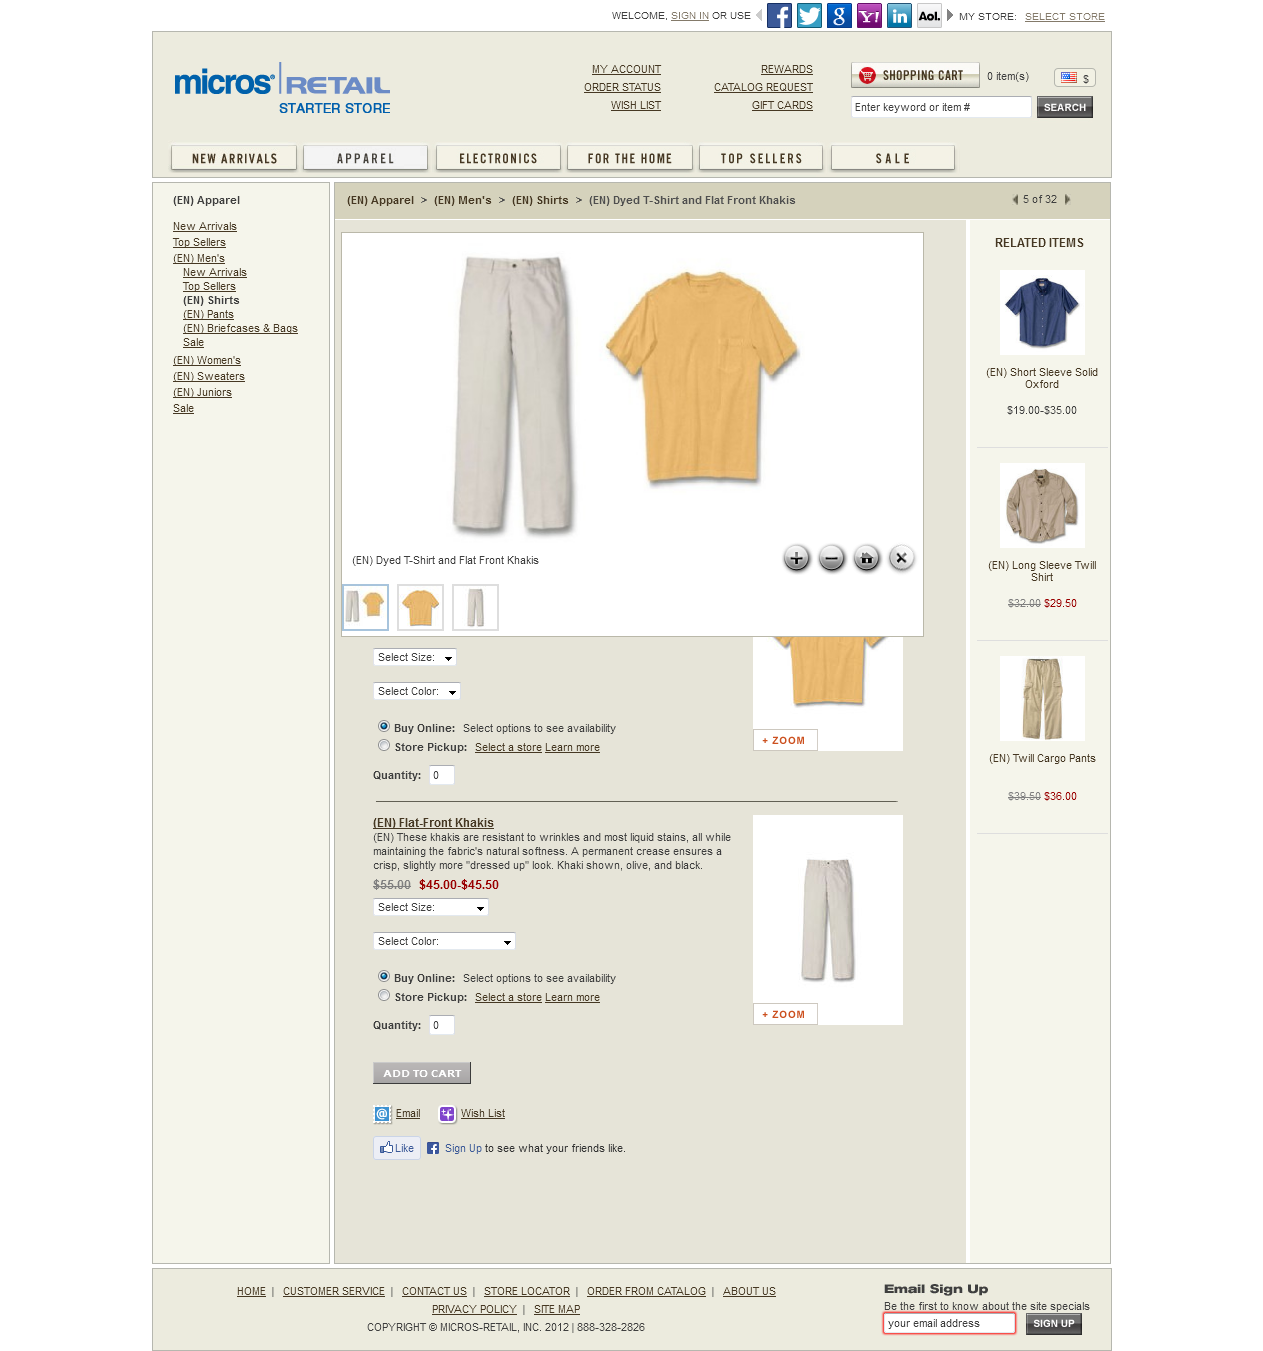 WELCOME, SIGN IN OR USE
Aol.
MY STORE: SELECT STORE
micros RETAIL
STARTER STORE
MY ACCOUNT
ORDER STATUS
WISH LIST
REWARDS
CATALOG REQUEST
GIFT CARDS
SHOPPING CART
0 item(s)
$
Enter keyword or item #
SEARCH
NEW ARRIVALS
APPAREL
ELECTRONICS
FOR THE HOME
TOP SELLERS
SALE
(EN) Apparel
New Arrivals
Top Sellers
(EN) Men's
New Arrivals
Top Sellers
(EN) Shirts
(EN) Pants
(EN) Briefcases & Bags
Sale
(EN) Women's
(EN) Sweaters
(EN) Juniors
Sale
(EN) Apparel > (EN) Men's > (EN) Shirts > (EN) Dyed T-Shirt and Flat Front Khakis
5 of 32
(EN) Dyed T-Shirt and Flat Front Khakis
Select Size:
Select Color:
Buy Online: Select options to see availability
Store Pickup: Select a store Learn more
Quantity: 0
+ ZOOM
(EN) Flat-Front Khakis
(EN) These khakis are resistant to wrinkles and most liquid stains, all while
maintaining the fabric's natural softness. A permanent crease ensures a
crisp, slightly more "dressed up" look. Khaki shown, olive, and black.
$55.00 $45.00-$45.50
Select Size:
Select Color:
Buy Online: Select options to see availability
Store Pickup: Select a store Learn more
Quantity: 0
+ ZOOM
ADD TO CART
Email
Wish List
Like
Sign Up to see what your friends like.
RELATED ITEMS
(EN) Short Sleeve Solid
Oxford
$19.00-$35.00
(EN) Long Sleeve Twill
Shirt
$32.00 $29.50
(EN) Twill Cargo Pants
$39.50 $36.00
HOME | CUSTOMER SERVICE | CONTACT US | STORE LOCATOR | ORDER FROM CATALOG | ABOUT US
PRIVACY POLICY | SITE MAP
COPYRIGHT © MICROS-RETAIL, INC. 2012 | 888-328-2826
Email Sign Up
Be the first to know about the site specials
your email address
SIGN UP